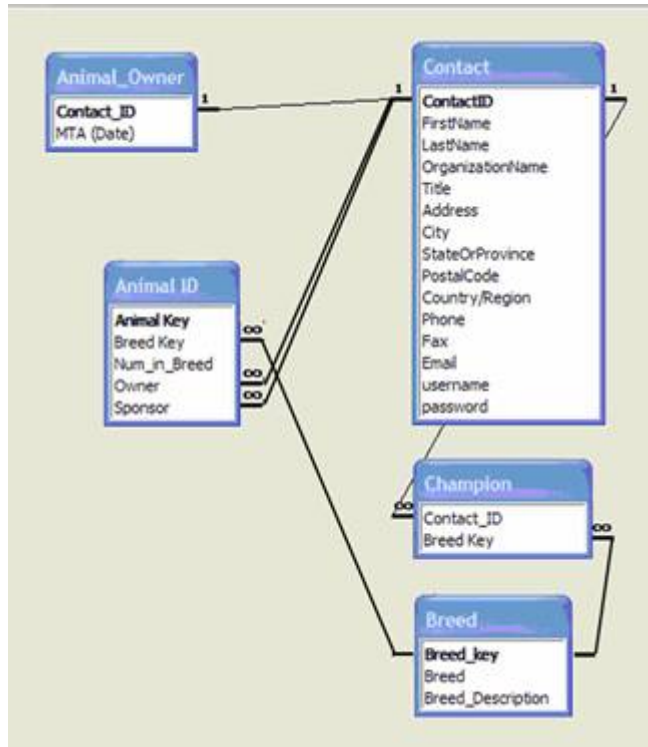 Animal_Owner
Contact_ID
MTA (Date)
1
1
Contact
1
ContactID
FirstName
LastName
OrganizationName
Title
Address
City
StateOrProvince
PostalCode
Country/Region
Phone
Fax
Email
username
password
Animal ID
Animal Key
Breed Key
Num_in_Breed
Owner
Sponsor
∞
∞
∞
Champion
Contact_ID
Breed Key
∞
∞
Breed
Breed_key
Breed
Breed_Description